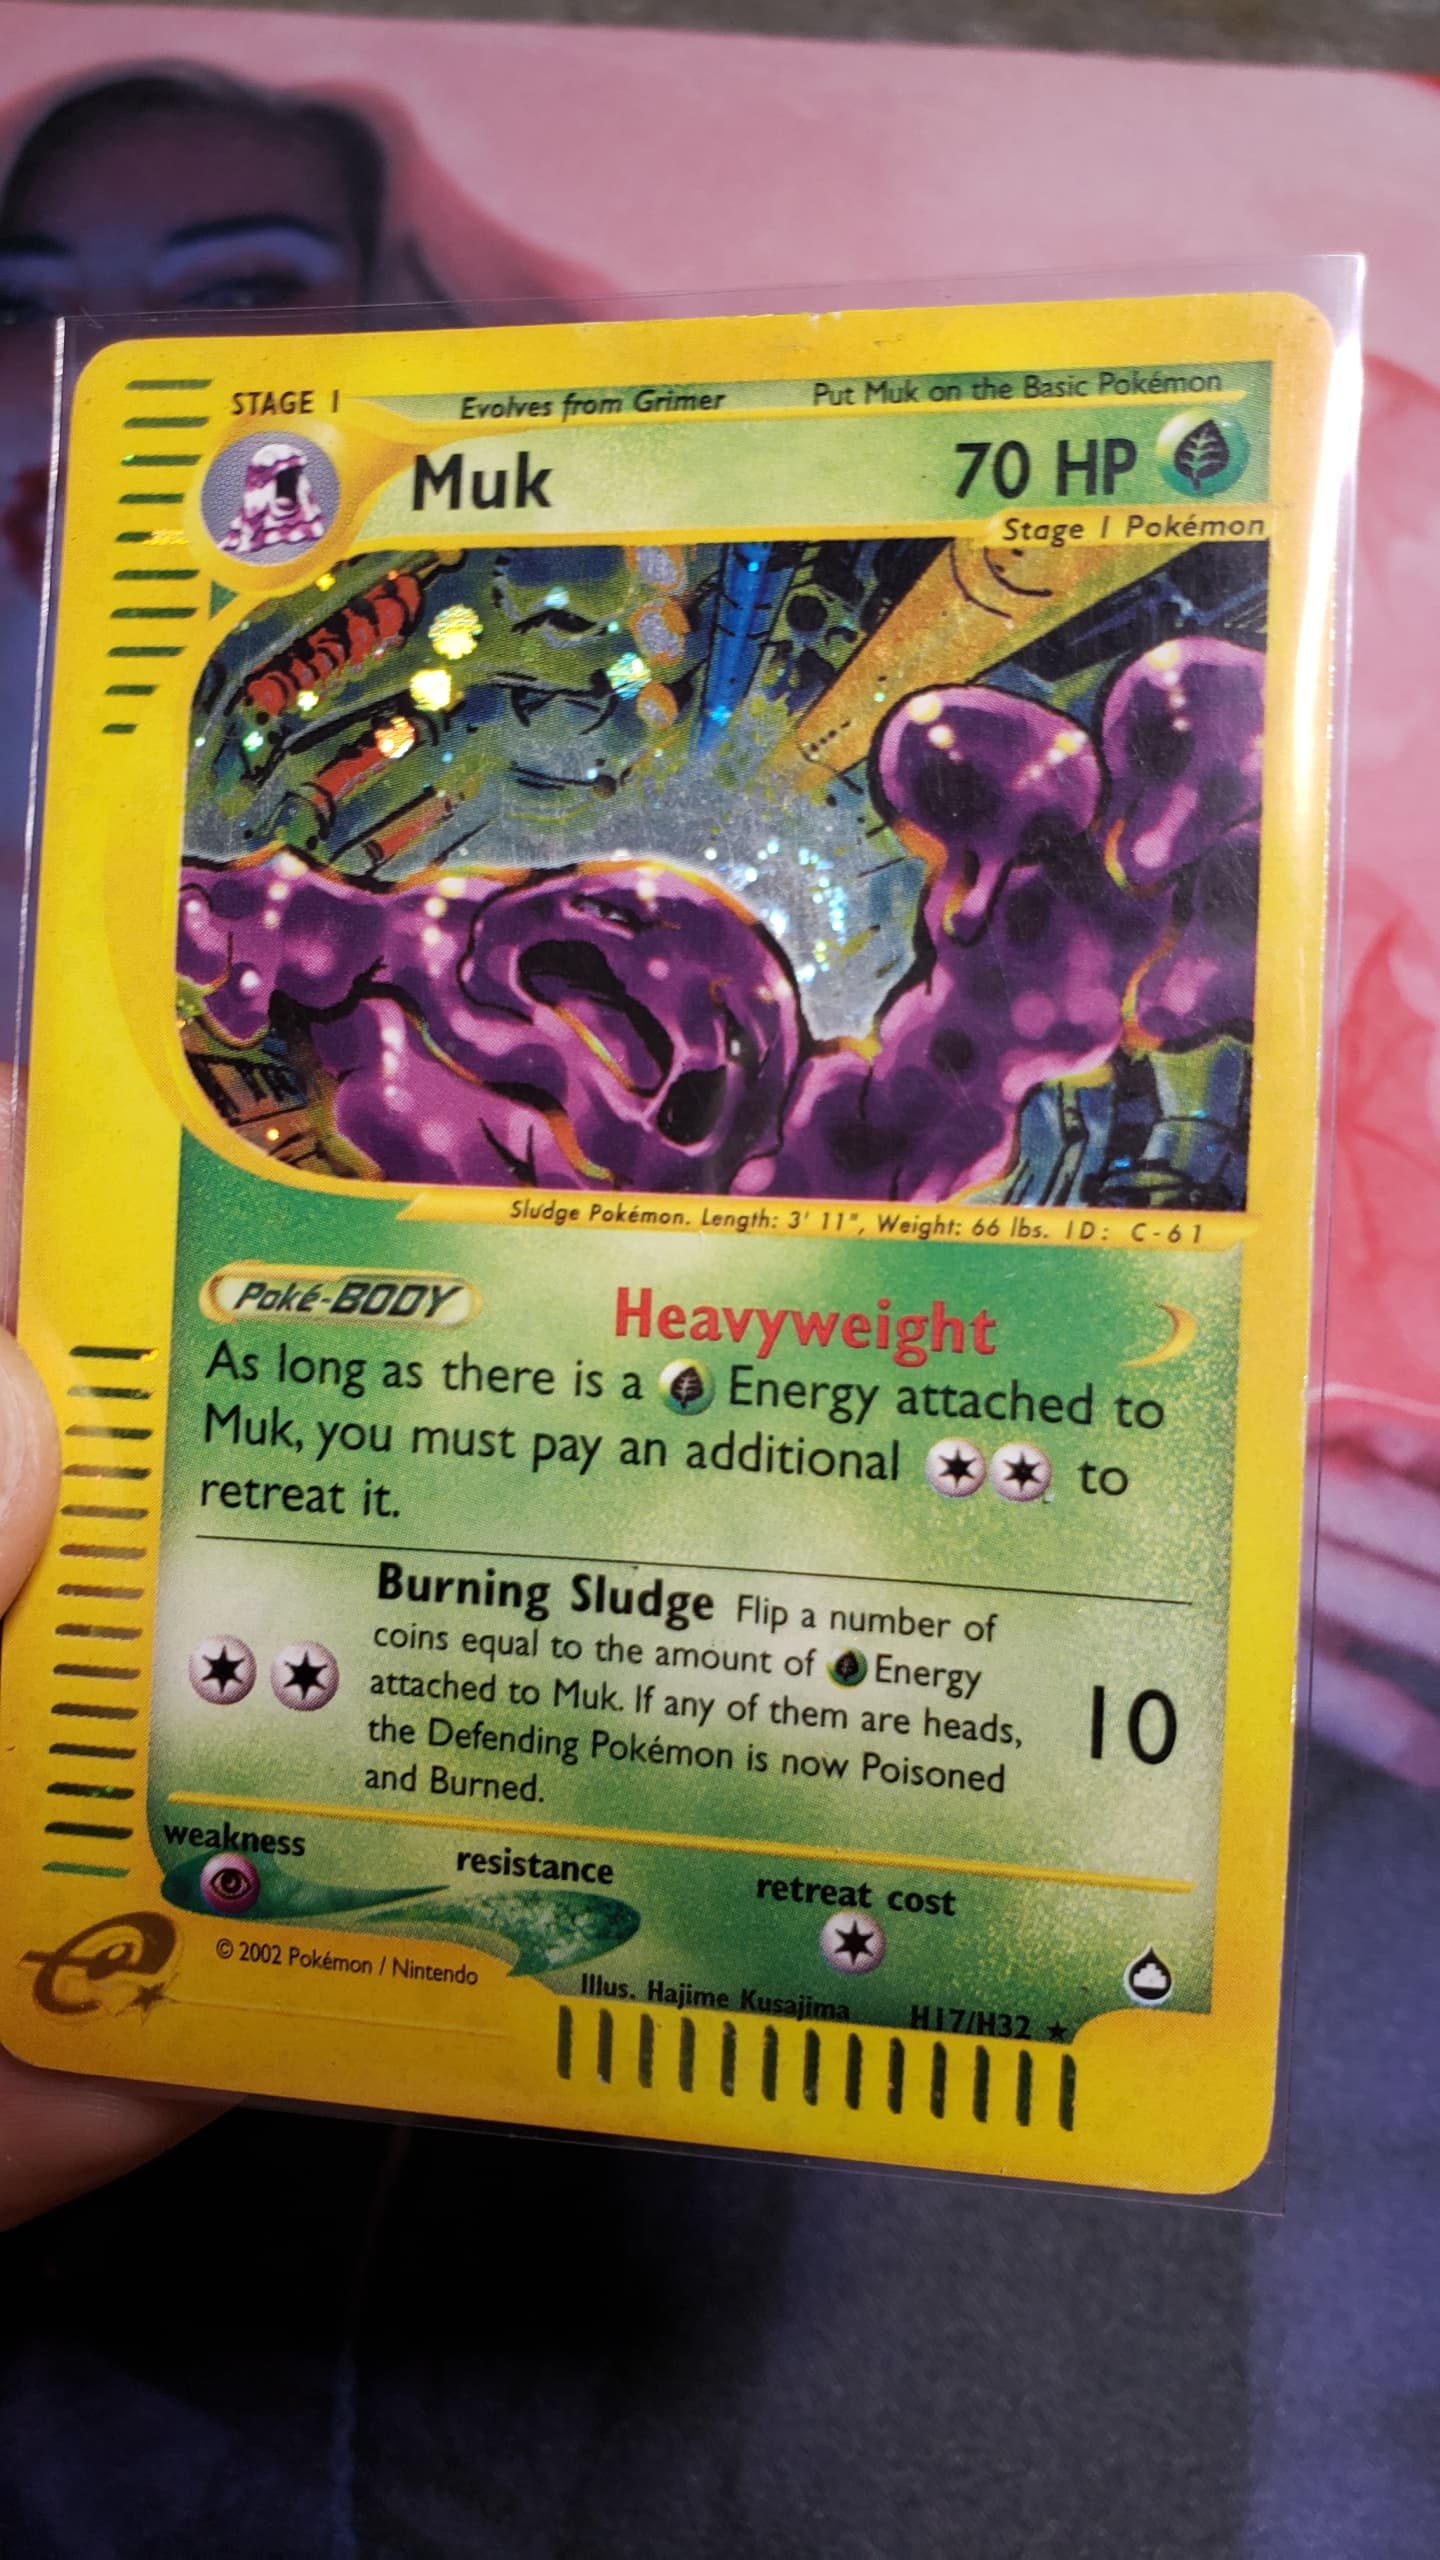 STAGE 1
Evolves from Grimer
Put Muk on the Basic Pokémon
Muk
70 HP
Stage 1 Pokémon
Sludge Pokémon. Length: 3' 11", Weight: 66 lbs. ID: C-61
Poké-BODY
Heavyweight
As long as there is a Energy attached to
Muk, you must pay an additional to
retreat it.
Burning Sludge Flip a number of
coins equal to the amount of Energy
attached to Muk. If any of them are heads,
the Defending Pokémon is now Poisoned
and Burned.
10
weakness
resistance
retreat cost
e
© 2002 Pokémon / Nintendo
Illus. Hajime Kusajima
H17/H32 ★